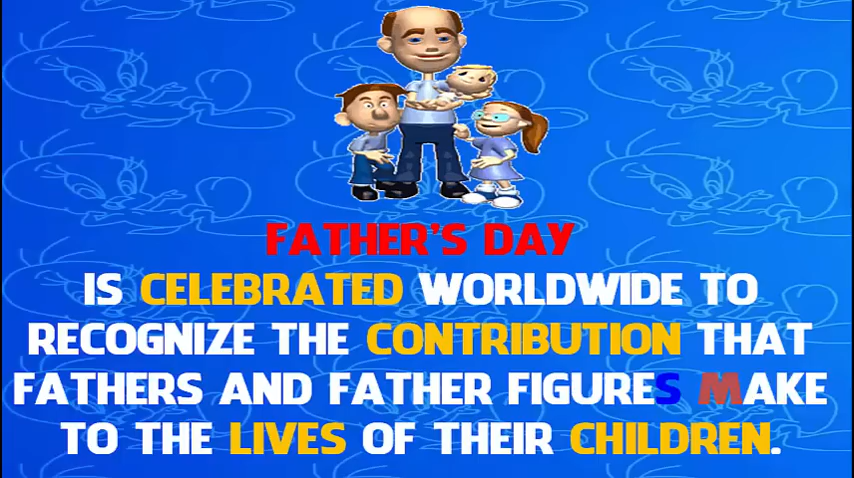 FATHER'S DAY
IS CELEBRATED WORLDWIDE TO
RECOGNIZE THE CONTRIBUTION THAT
FATHERS AND FATHER FIGURES MAKE
TO THE LIVES OF THEIR CHILDREN.